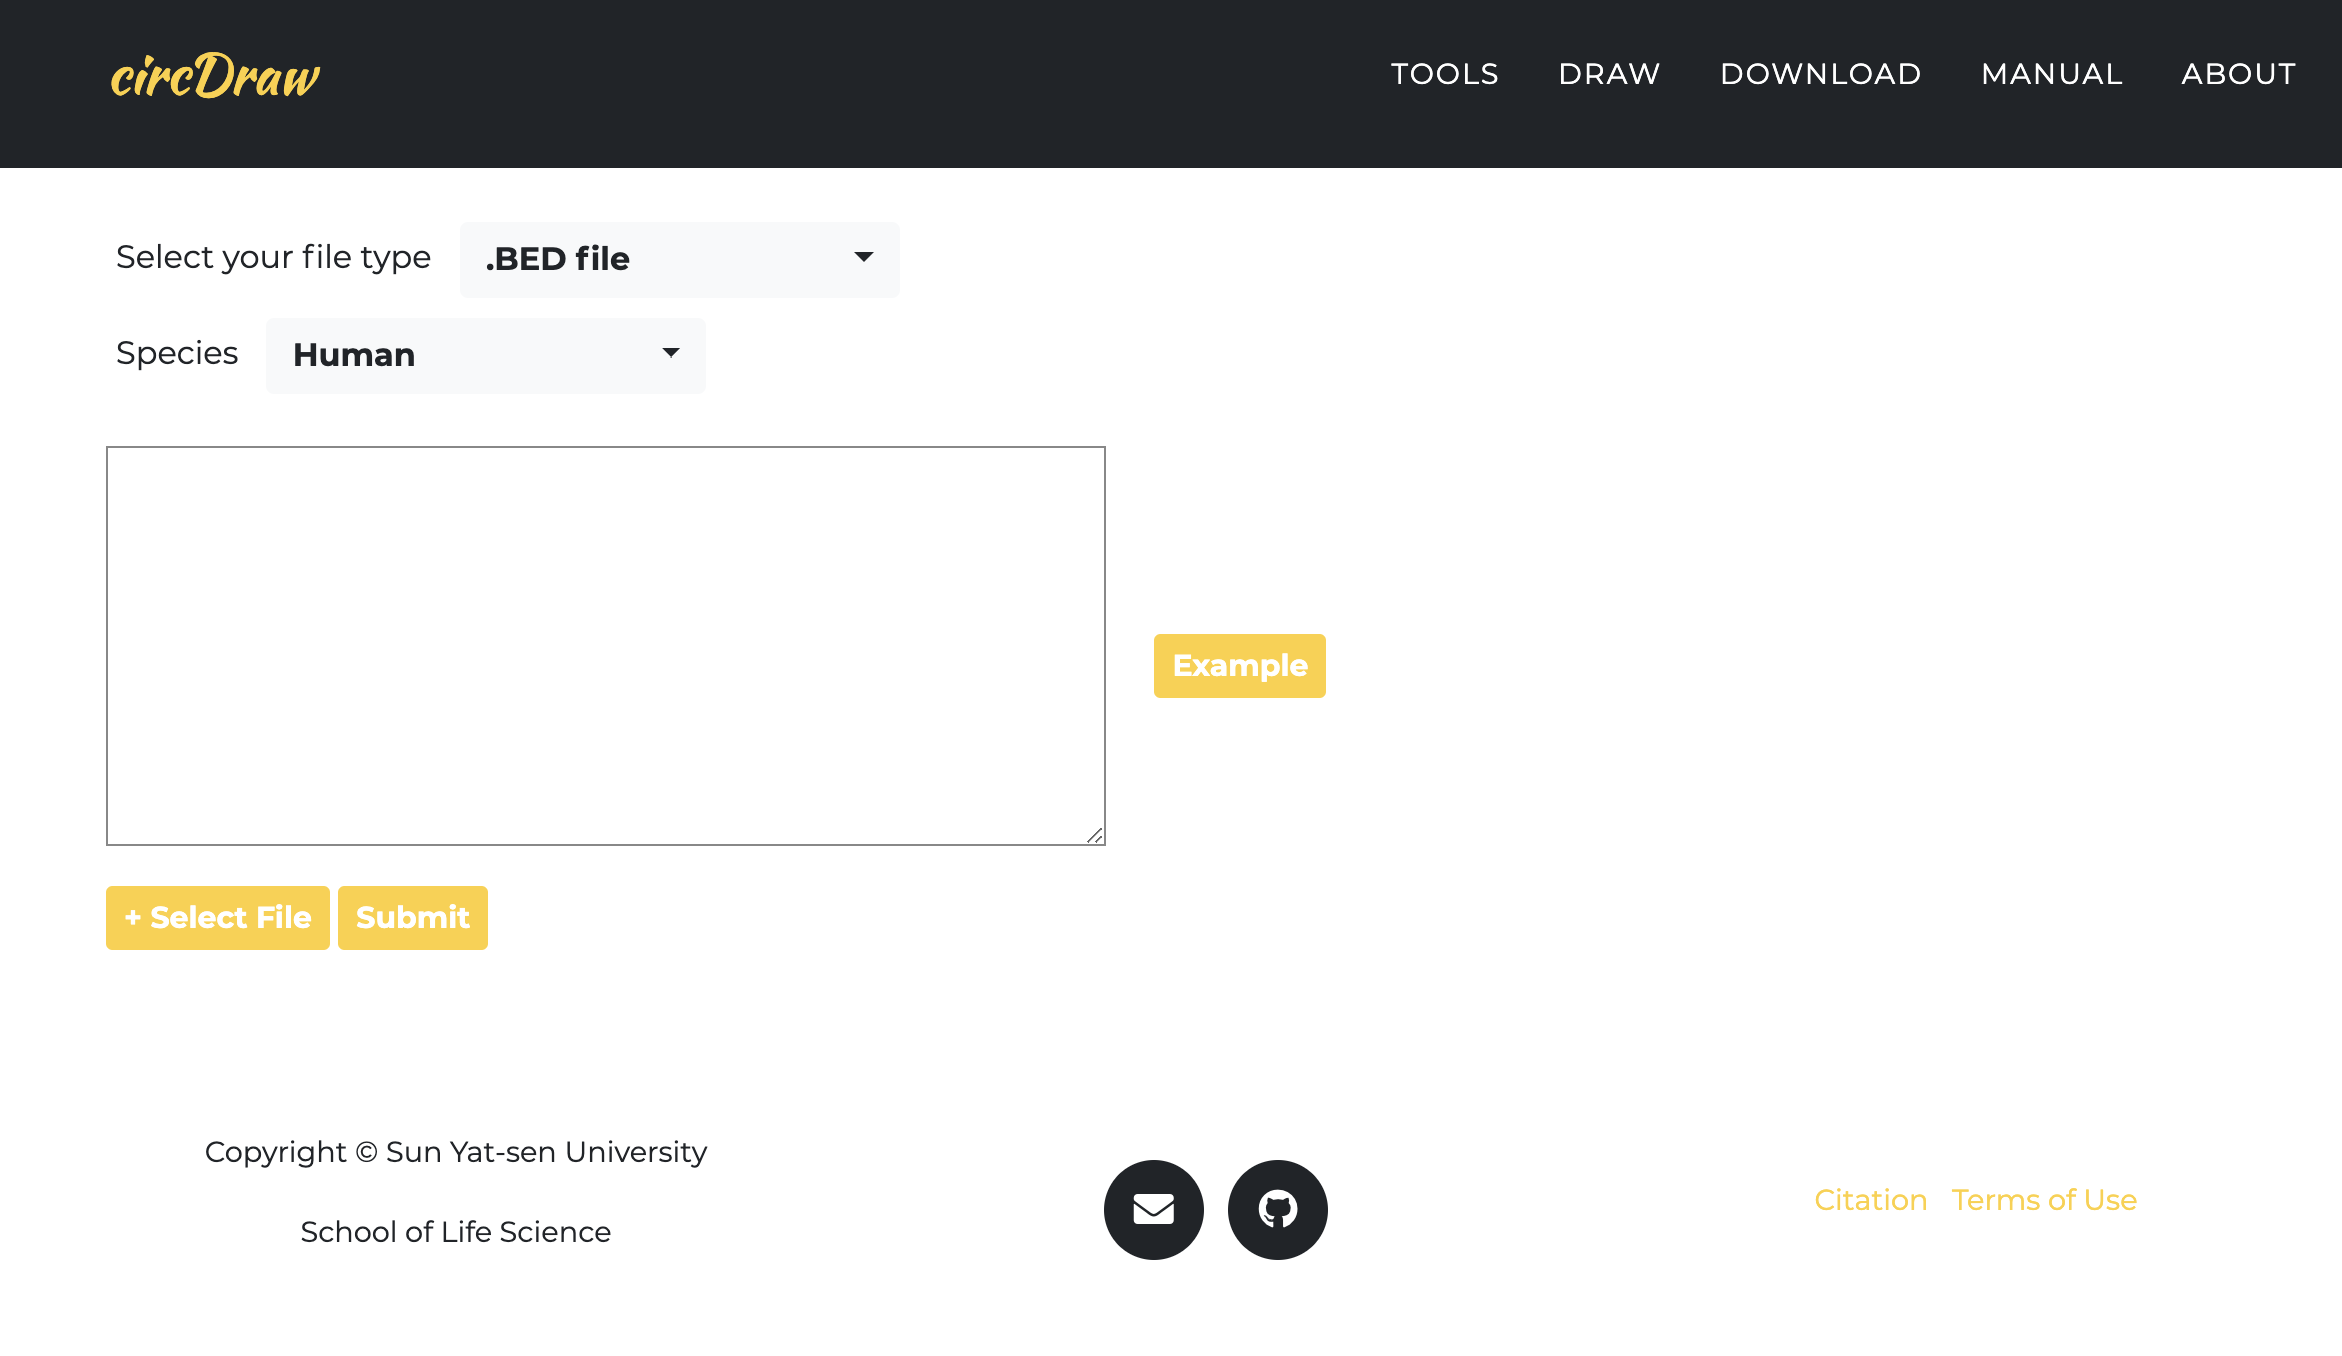 circDraw TOOLS DRAW DOWNLOAD MANUAL ABOUT
Select your file type .BED file
Species Human
Example
+ Select File Submit
Copyright © Sun Yat-sen University
School of Life Science
Citation Terms of Use